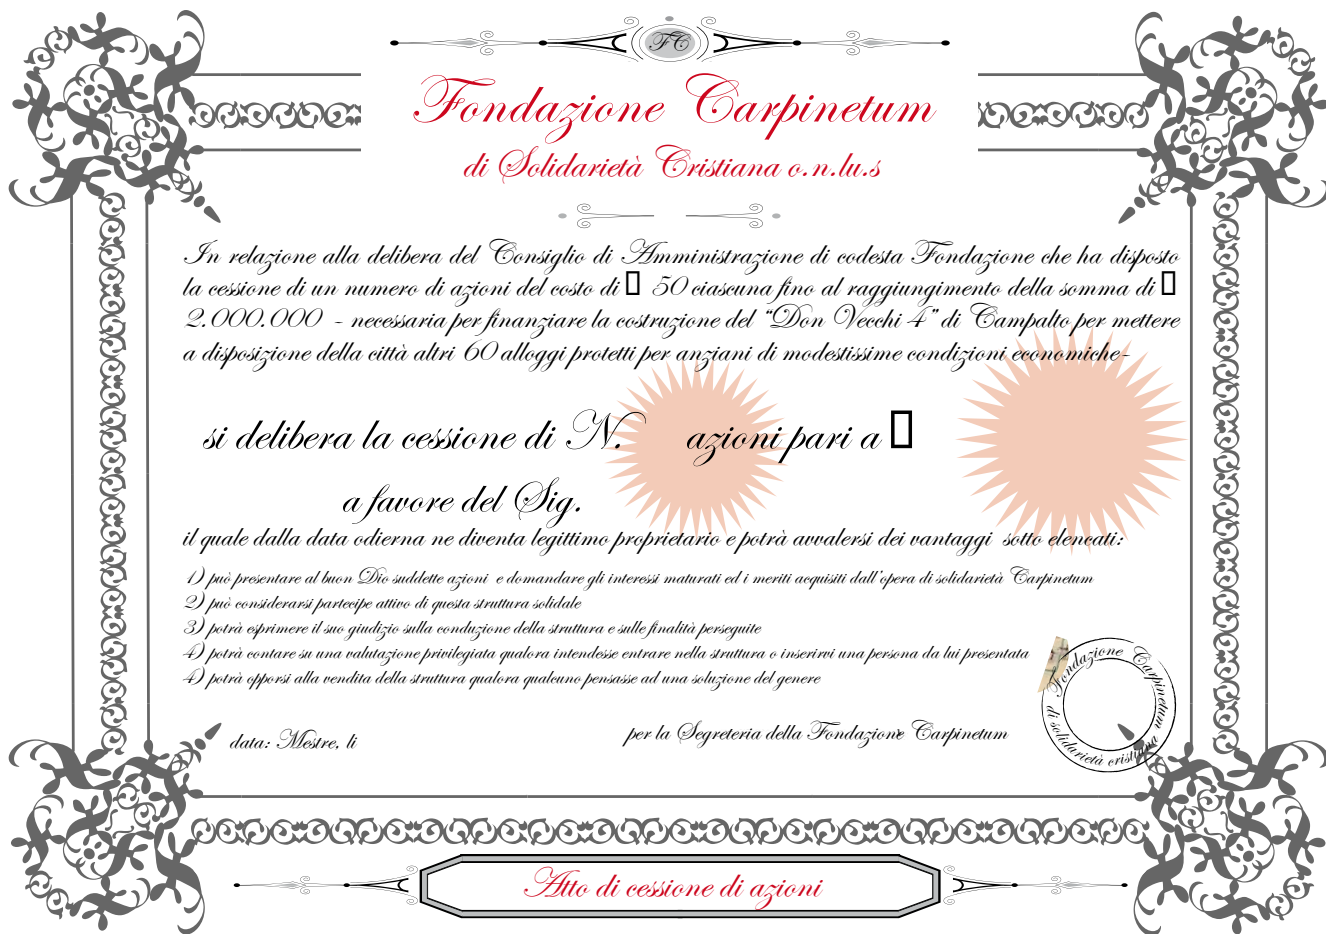 FC
Fondazione Carpinetum
di Solidarietà Cristiana o.n.lu.s
In relazione alla delibera del Consiglio di Amministrazione di codesta Fondazione che ha disposto
la cessione di un numero di azioni del costo di 50 ciascuna fino al raggiungimento della somma di
2.000.000 - necessaria per finanziare la costruzione del “Don Vecchi 4” di Campalto per mettere
a disposizione della città altri 60 alloggi protetti per anziani di modestissime condizioni economiche-
si delibera la cessione di N. azioni pari a
a favore del Sig.
il quale dalla data odierna ne diventa legittimo proprietario e potrà avvalersi dei vantaggi sotto elencati:
1) può presentare al buon Dio suddette azioni e domandare gli interessi maturati ed i meriti acquisiti dall'opera di solidarietà Carpinetum
2) può considerarsi partecipe attivo di questa struttura solidale
3) potrà esprimere il suo giudizio sulla conduzione della struttura e sulle finalità perseguite
4) potrà contare su una valutazione privilegiata qualora intendesse entrare nella struttura o inserirvi una persona da lui presentata
4) potrà opporsi alla vendita della struttura qualora qualcuno pensasse ad una soluzione del genere
Fondazione Carpinetum
di solidarietà cristiana
data: Mestre, li
per la Segreteria della Fondazione Carpinetum
Atto di cessione di azioni